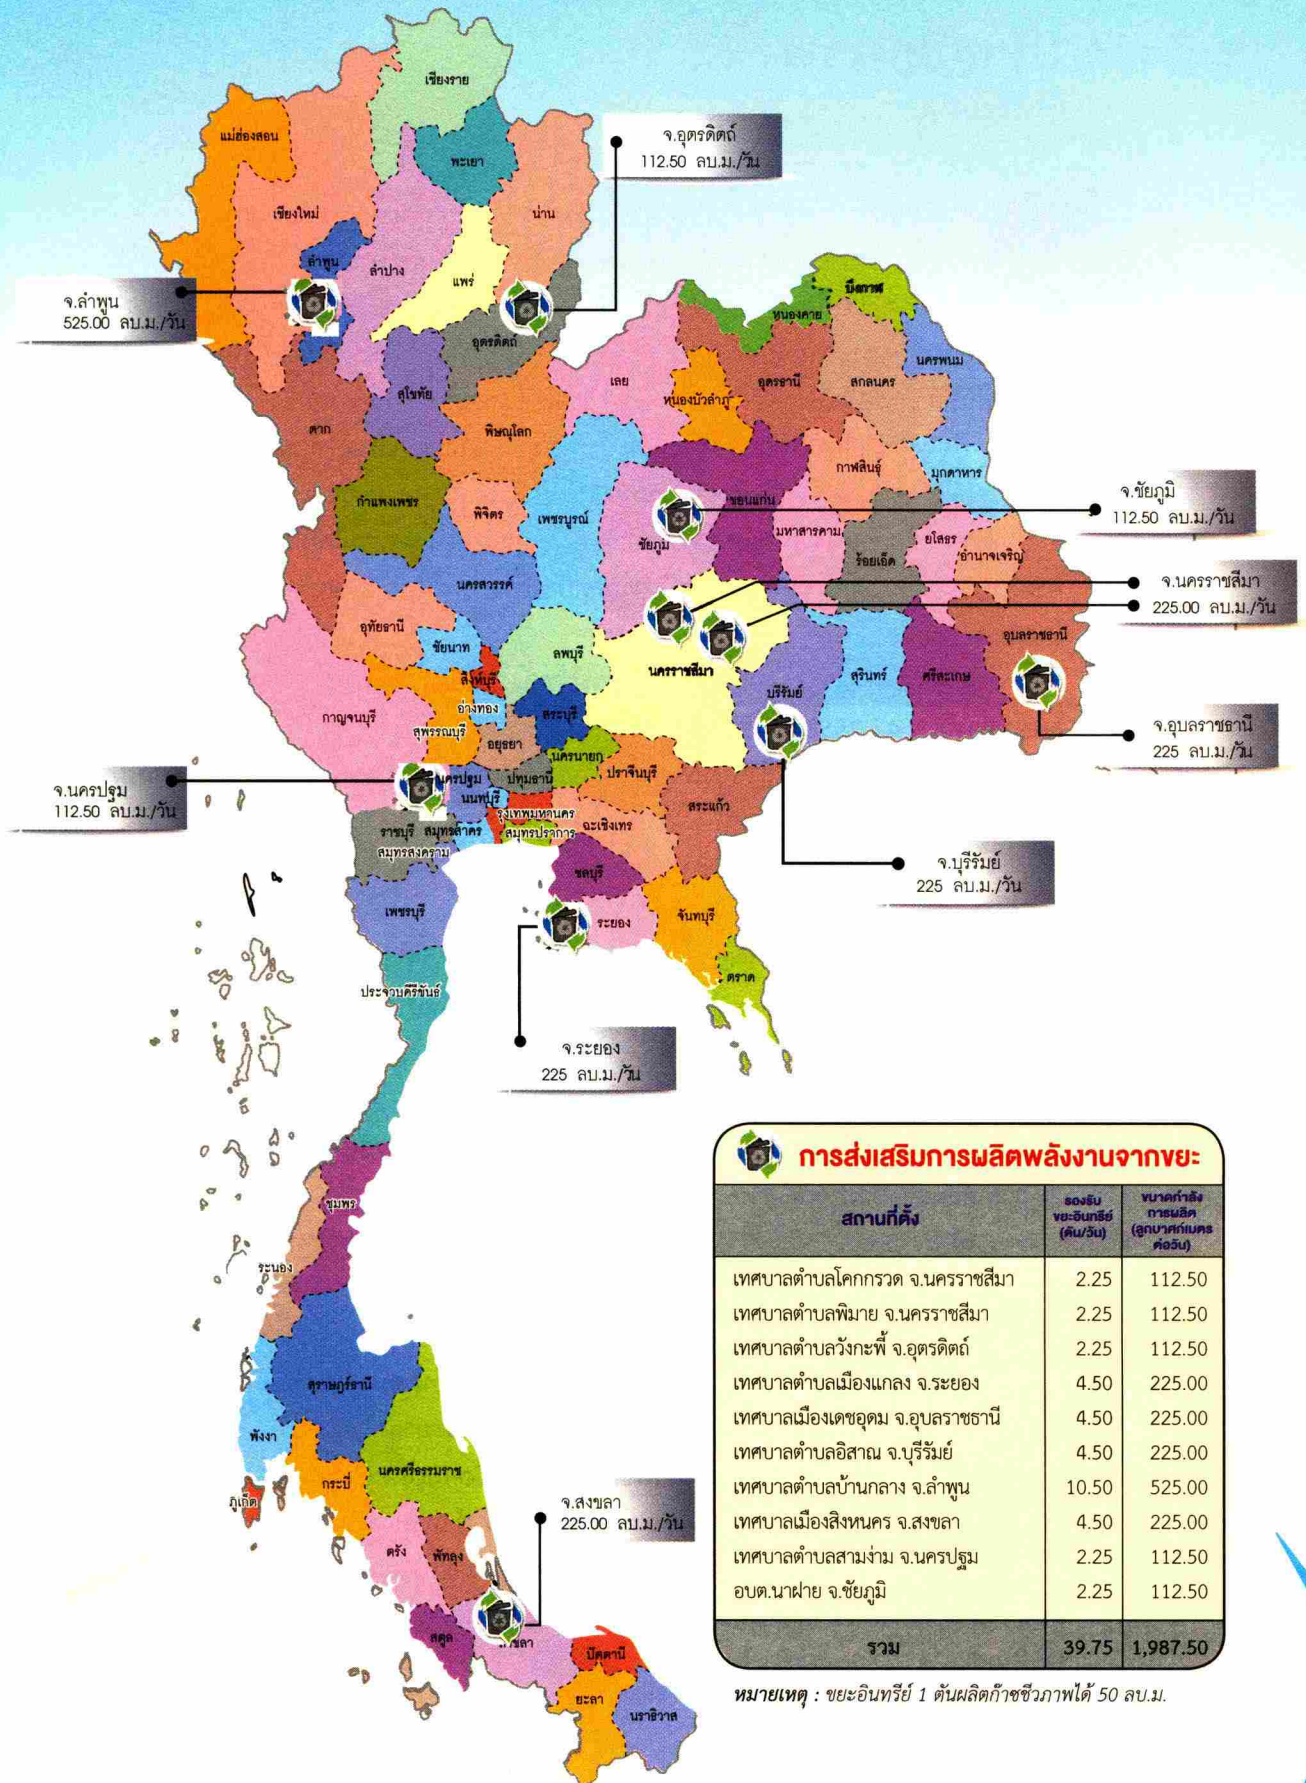 เชียงราย
แม่ฮ่องสอน
พะเยา
จ.อุตรดิตถ์
112.50 ลบ.ม./วัน
เชียงใหม่
น่าน
ลำพูน
ลำปาง
แพร่
จ.ลำพูน
525.00 ลบ.ม./วัน
บึงกาฬ
หนองคาย
อุตรดิตถ์
นครพนม
เลย
อุดรธานี
สกลนคร
สุโขทัย
หนองบัวลำภู
ตาก
พิษณุโลก
กาฬสินธุ์
มุกดาหาร
กำแพงเพชร
พิจิตร
เพชรบูรณ์
ขอนแก่น
จ.ชัยภูมิ
112.50 ลบ.ม./วัน
ชัยภูมิ
มหาสารคาม
ร้อยเอ็ด
ยโสธร
อำนาจเจริญ
นครสวรรค์
จ.นครราชสีมา
225.00 ลบ.ม./วัน
อุทัยธานี
ชัยนาท
ลพบุรี
นครราชสีมา
อุบลราชธานี
สิงห์บุรี
บุรีรัมย์
สุรินทร์
ศรีสะเกษ
กาญจนบุรี
อ่างทอง
สระบุรี
สุพรรณบุรี
อยุธยา
นครนายก
จ.อุบลราชธานี
225 ลบ.ม./วัน
จ.นครปฐม
112.50 ลบ.ม./วัน
นครปฐม
ปทุมธานี
ปราจีนบุรี
นนทบุรี
สระแก้ว
รุงเทพมหานคร
ฉะเชิงเทร
ราชบุรี
สมุทรสาคร
สมุทรปราการ
สมุทรสงคราม
จ.บุรีรัมย์
225 ลบ.ม./วัน
ชลบุรี
เพชรบุรี
ระยอง
จันทบุรี
ตราด
ประจวบคีรีขันธ์
จ.ระยอง
225 ลบ.ม./วัน
ชุมพร
ระนอง
สุราษฎร์ธานี
พังงา
นครศรีธรรมราช
กระบี่
ภูเก็ต
จ.สงขลา
225.00 ลบ.ม./วัน
ตรัง
พัทลุง
สตูล
ปัตตานี
ยะลา
นราธิวาส
การส่งเสริมการผลิตพลังงานจากขยะ
สถานที่ตั้ง รองรับขยะอินทรีย์ (ตัน/วัน) ขนาดกำลังการผลิต (ลูกบาศก์เมตรต่อวัน)
เทศบาลตำบลโคกกรวด จ.นครราชสีมา 2.25 112.50
เทศบาลตำบลพิมาย จ.นครราชสีมา 2.25 112.50
เทศบาลตำบลวังกะพี้ จ.อุตรดิตถ์ 2.25 112.50
เทศบาลตำบลเมืองแกลง จ.ระยอง 4.50 225.00
เทศบาลเมืองเดชอุดม จ.อุบลราชธานี 4.50 225.00
เทศบาลตำบลอิสาณ จ.บุรีรัมย์ 4.50 225.00
เทศบาลตำบลบ้านกลาง จ.ลำพูน 10.50 525.00
เทศบาลเมืองสิงหนคร จ.สงขลา 4.50 225.00
เทศบาลตำบลสามง่าม จ.นครปฐม 2.25 112.50
อบต.นาฝาย จ.ชัยภูมิ 2.25 112.50
รวม 39.75 1,987.50
หมายเหตุ : ขยะอินทรีย์ 1 ตันผลิตก๊าซชีวภาพได้ 50 ลบ.ม.